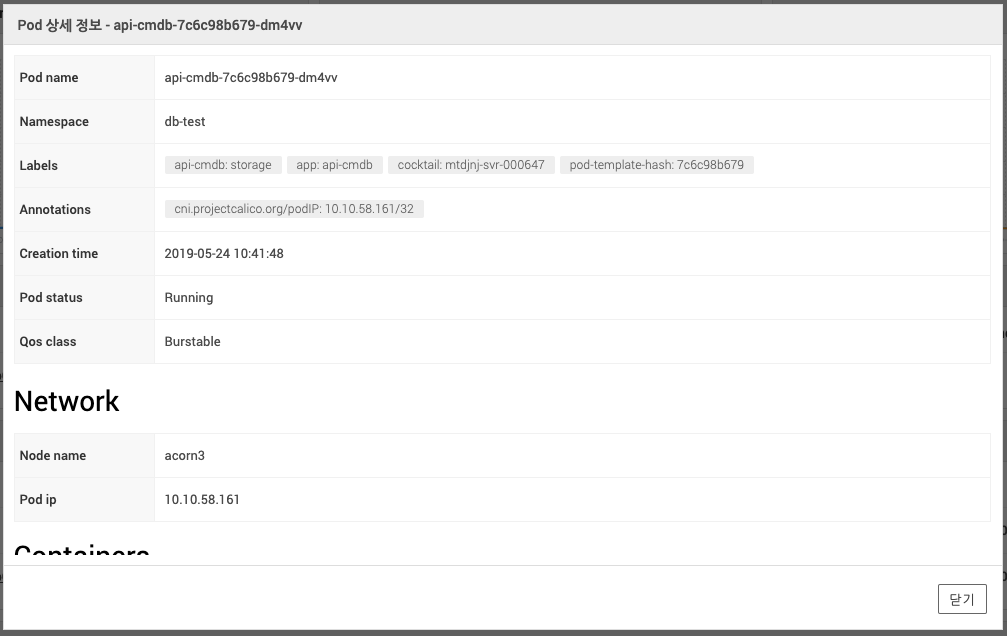 Pod 상세 정보 - api-cmdb-7c6c98b679-dm4vv
Pod name api-cmdb-7c6c98b679-dm4vv
Namespace db-test
Labels api-cmdb: storage app: api-cmdb cocktail: mtdjnj-svr-000647 pod-template-hash: 7c6c98b679
Annotations cni.projectcalico.org/podIP: 10.10.58.161/32
Creation time 2019-05-24 10:41:48
Pod status Running
Qos class Burstable
Network
Node name acorn3
Pod ip 10.10.58.161
Containers
닫기